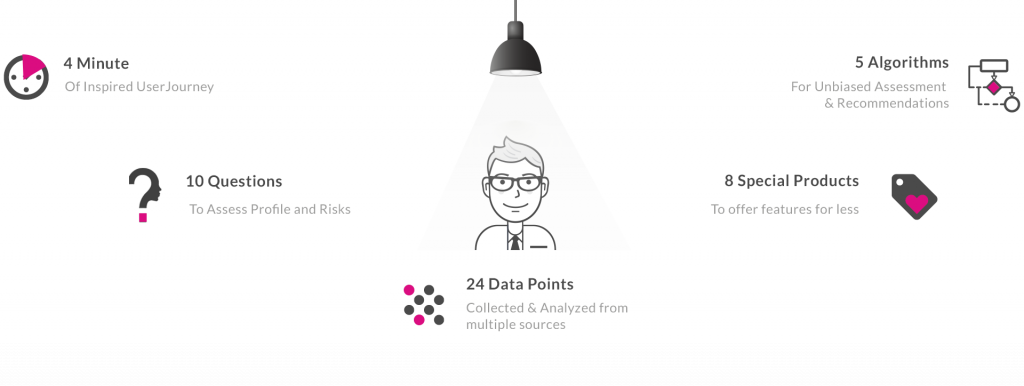 4 Minute
Of Inspired UserJourney
5 Algorithms
For Unbiased Assessment
& Recommendations
10 Questions
To Assess Profile and Risks
8 Special Products
To offer features for less
24 Data Points
Collected & Analyzed from
multiple sources